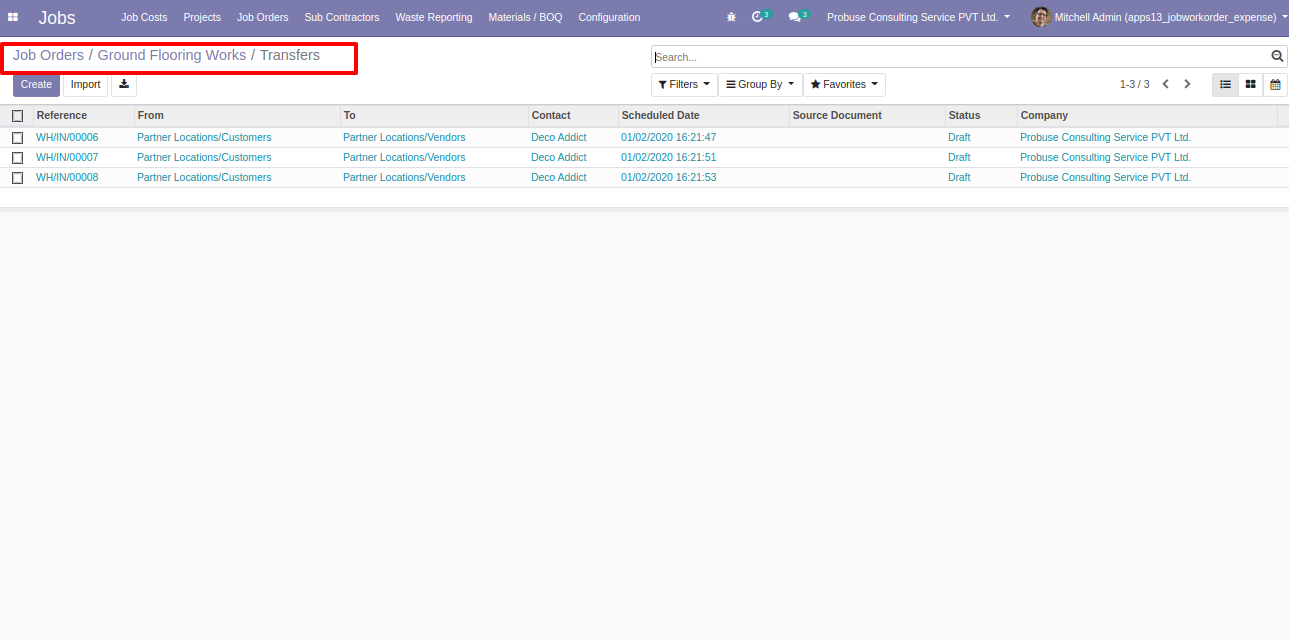 Jobs Job Costs Projects Job Orders Sub Contractors Waste Reporting Materials / BOQ Configuration 3 3 Probuse Consulting Service PVT Ltd. Mitchell Admin (apps13_jobworkorder_expense)
Job Orders / Ground Flooring Works / Transfers Search...
Create Import Filters Group By Favorites 1-3 / 3
Reference From To Contact Scheduled Date Source Document Status Company
WH/IN/00006 Partner Locations/Customers Partner Locations/Vendors Deco Addict 01/02/2020 16:21:47 Draft Probuse Consulting Service PVT Ltd.
WH/IN/00007 Partner Locations/Customers Partner Locations/Vendors Deco Addict 01/02/2020 16:21:51 Draft Probuse Consulting Service PVT Ltd.
WH/IN/00008 Partner Locations/Customers Partner Locations/Vendors Deco Addict 01/02/2020 16:21:53 Draft Probuse Consulting Service PVT Ltd.